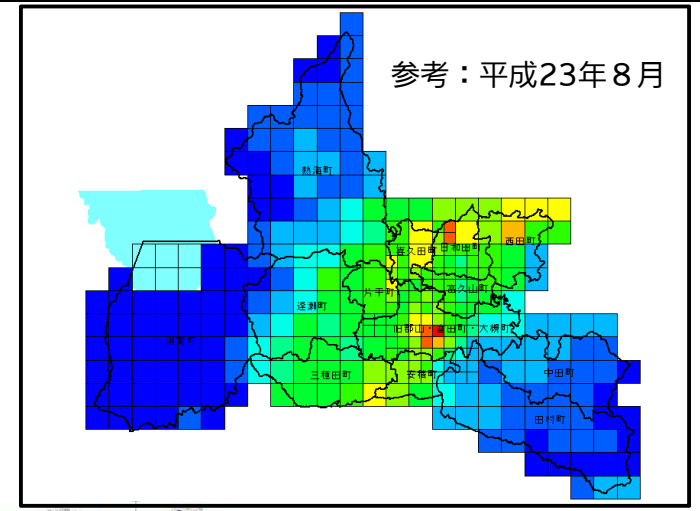 参考：平成23年８月
熱海町
西田町
喜久田町
日和田町
富久山町
片平町
逢瀬町
旧郡山・富田町・大槻町
湖南町
三穂田町
安積町
中田町
田村町